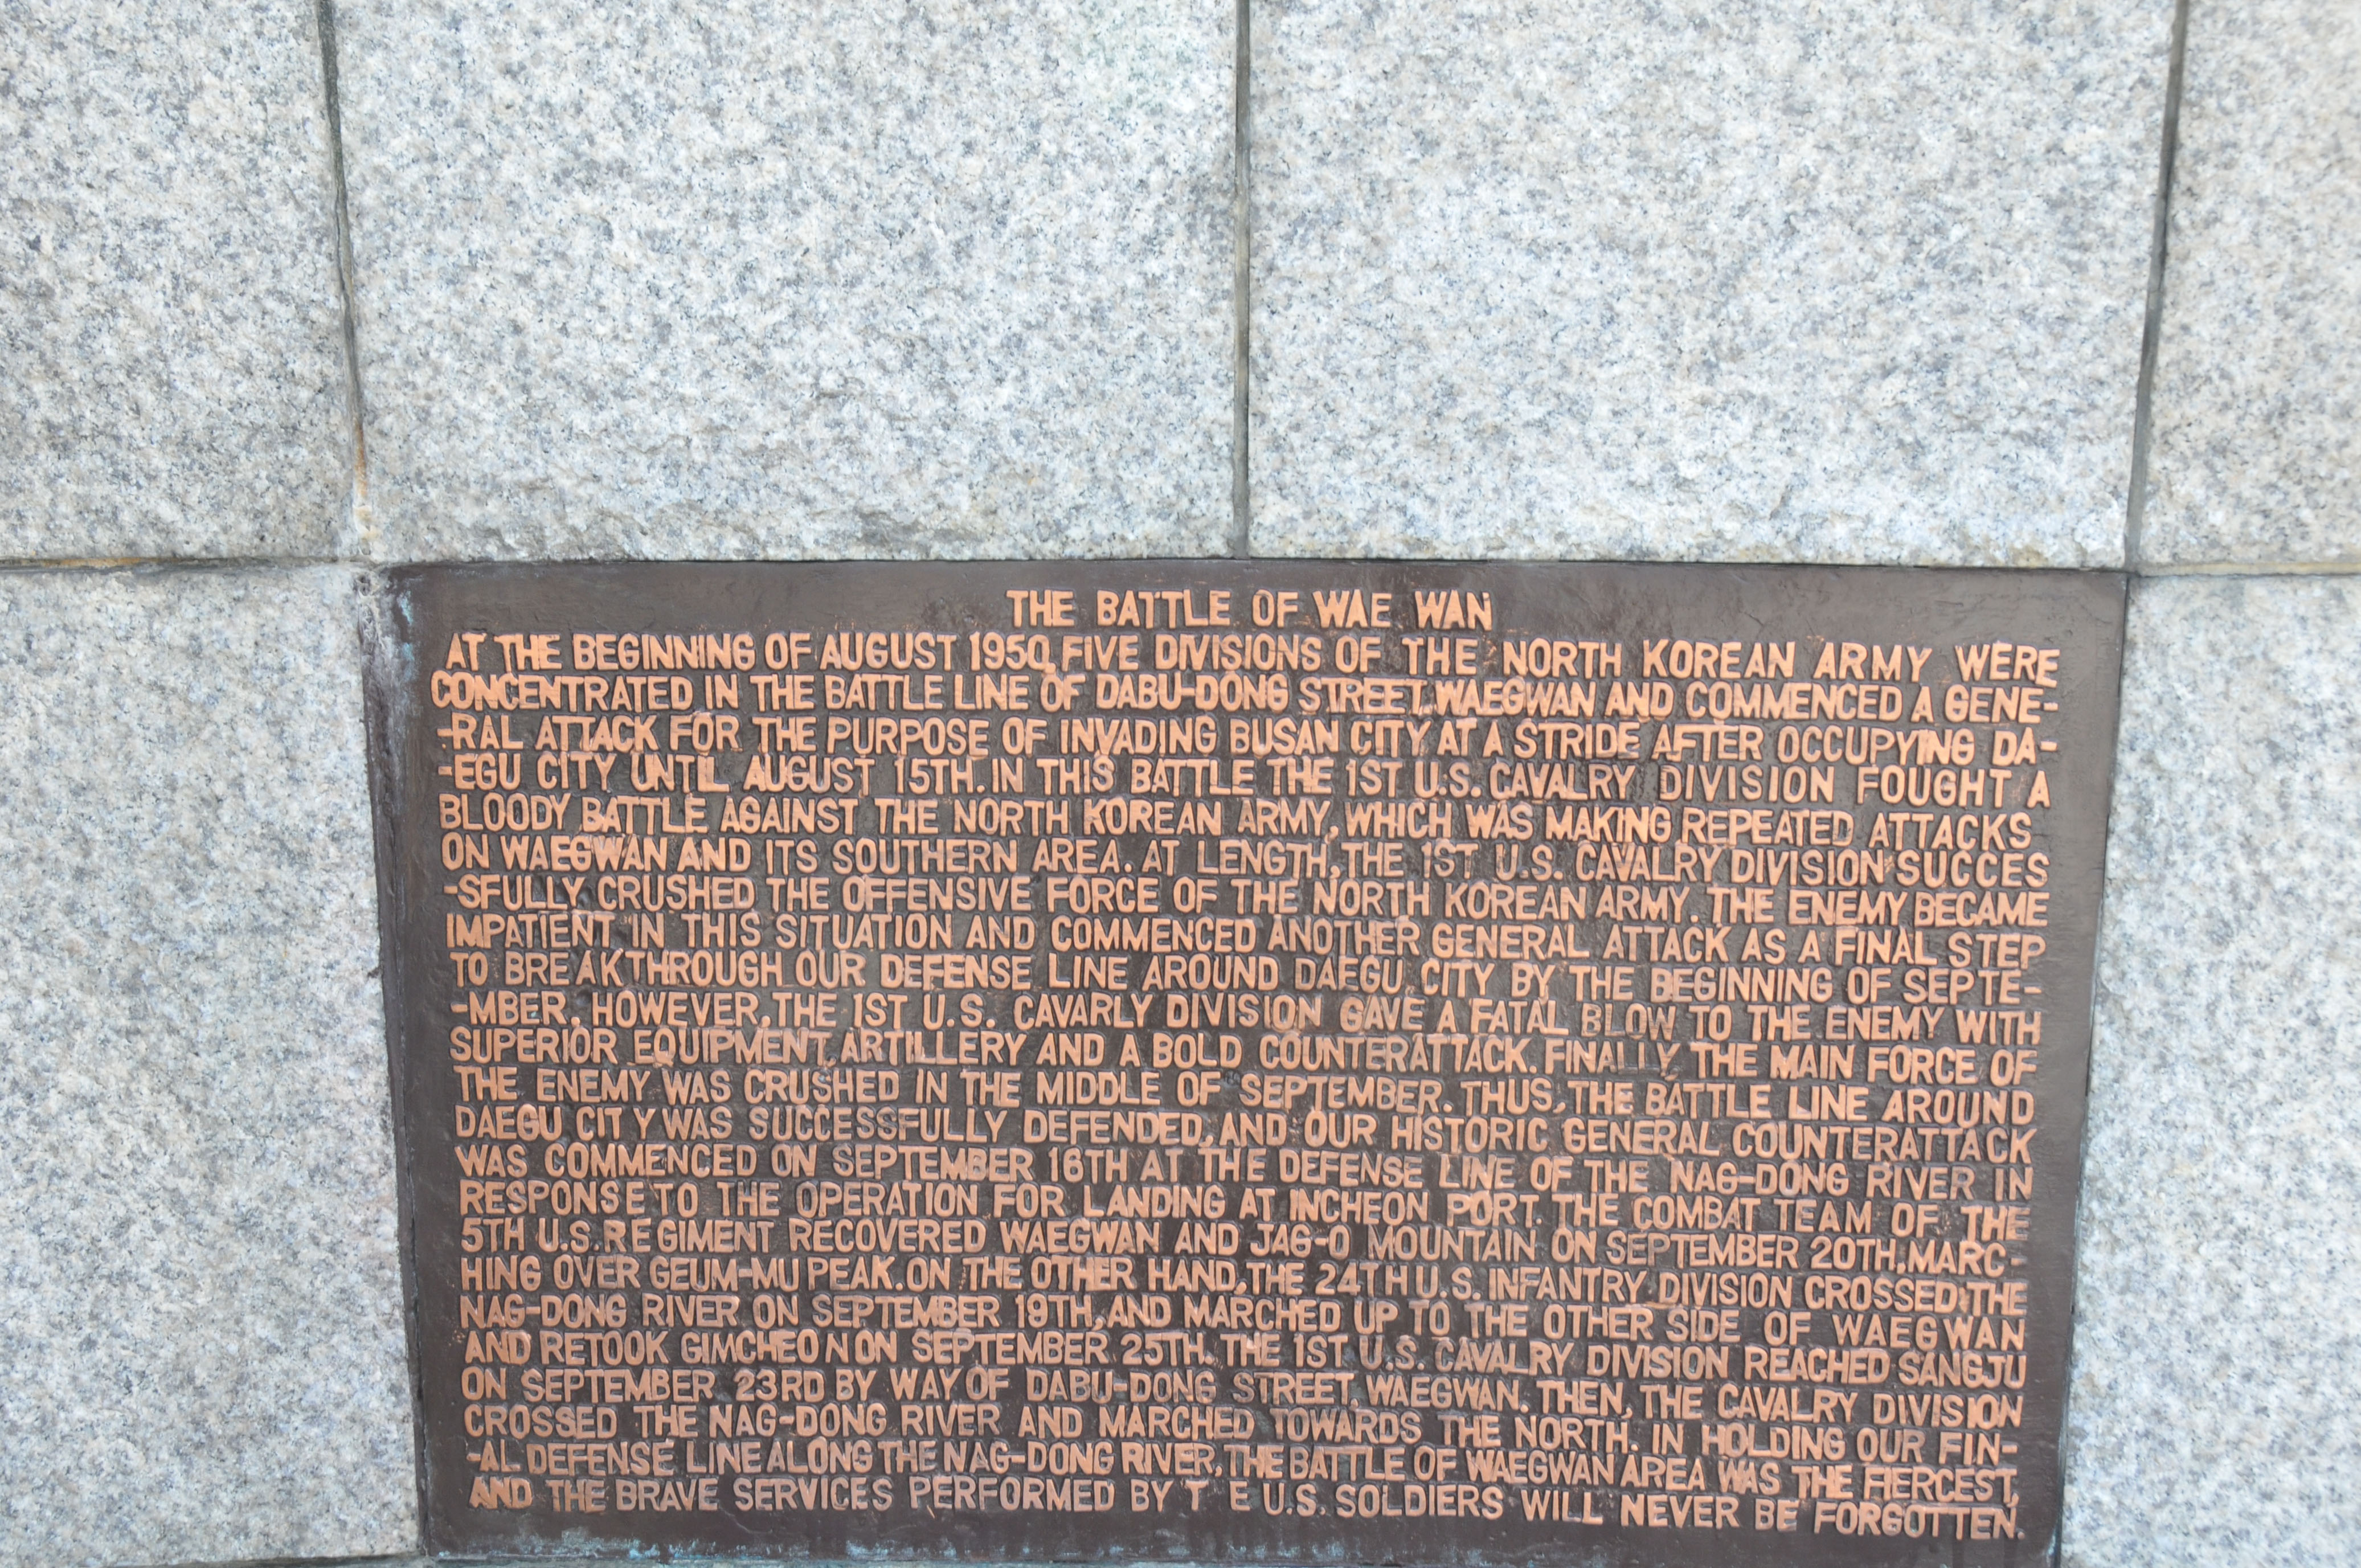 THE BATTLE OF WAE WAN
AT THE BEGINNING OF AUGUST 1950, FIVE DIVISIONS OF THE NORTH KOREAN ARMY WERE
CONCENTRATED IN THE BATTLE LINE OF DABU-DONG STREET, WAEGWAN AND COMMENCED A GENE-
-RAL ATTACK FOR THE PURPOSE OF INVADING BUSAN CITY AT A STRIDE AFTER OCCUPYING DA-
-EGU CITY UNTIL AUGUST 15TH. IN THIS BATTLE THE 1ST U.S. CAVALRY DIVISION FOUGHT A
BLOODY BATTLE AGAINST THE NORTH KOREAN ARMY, WHICH WAS MAKING REPEATED ATTACKS
ON WAEGWAN AND ITS SOUTHERN AREA. AT LENGTH, THE 1ST U.S. CAVALRY DIVISION SUCCES
-SFULLY CRUSHED THE OFFENSIVE FORCE OF THE NORTH KOREAN ARMY. THE ENEMY BECAME
IMPATIENT IN THIS SITUATION AND COMMENCED ANOTHER GENERAL ATTACK AS A FINAL STEP
TO BREAKTHROUGH OUR DEFENSE LINE AROUND DAEGU CITY BY THE BEGINNING OF SEPTE-
-MBER. HOWEVER, THE 1ST U.S. CAVARLY DIVISION GAVE A FATAL BLOW TO THE ENEMY WITH
SUPERIOR EQUIPMENT, ARTILLERY AND A BOLD COUNTERATTACK. FINALLY, THE MAIN FORCE OF
THE ENEMY WAS CRUSHED IN THE MIDDLE OF SEPTEMBER. THUS, THE BATTLE LINE AROUND
DAEGU CITY WAS SUCCESSFULLY DEFENDED, AND OUR HISTORIC GENERAL COUNTERATTACK
WAS COMMENCED ON SEPTEMBER 16TH AT THE DEFENSE LINE OF THE NAG-DONG RIVER IN
RESPONSE TO THE OPERATION FOR LANDING AT INCHEON PORT. THE COMBAT TEAM OF THE
5TH U.S. REGIMENT RECOVERED WAEGWAN AND JAG-O MOUNTAIN ON SEPTEMBER 20TH, MARC-
HING OVER GEUM-MU PEAK. ON THE OTHER HAND, THE 24TH U.S. INFANTRY DIVISION CROSSED THE
NAG-DONG RIVER ON SEPTEMBER 19TH, AND MARCHED UP TO THE OTHER SIDE OF WAEGWAN
AND RETOOK GIMCHEON ON SEPTEMBER 25TH. THE 1ST U.S. CAVALRY DIVISION REACHED SANGJU
ON SEPTEMBER 23RD BY WAY OF DABU-DONG STREET, WAEGWAN. THEN, THE CAVALRY DIVISION
CROSSED THE NAG-DONG RIVER AND MARCHED TOWARDS THE NORTH. IN HOLDING OUR FIN-
-AL DEFENSE LINE ALONG THE NAG-DONG RIVER, THE BATTLE OF WAEGWAN AREA WAS THE FIERCEST,
AND THE BRAVE SERVICES PERFORMED BY T E U.S. SOLDIERS WILL NEVER BE FORGOTTEN.